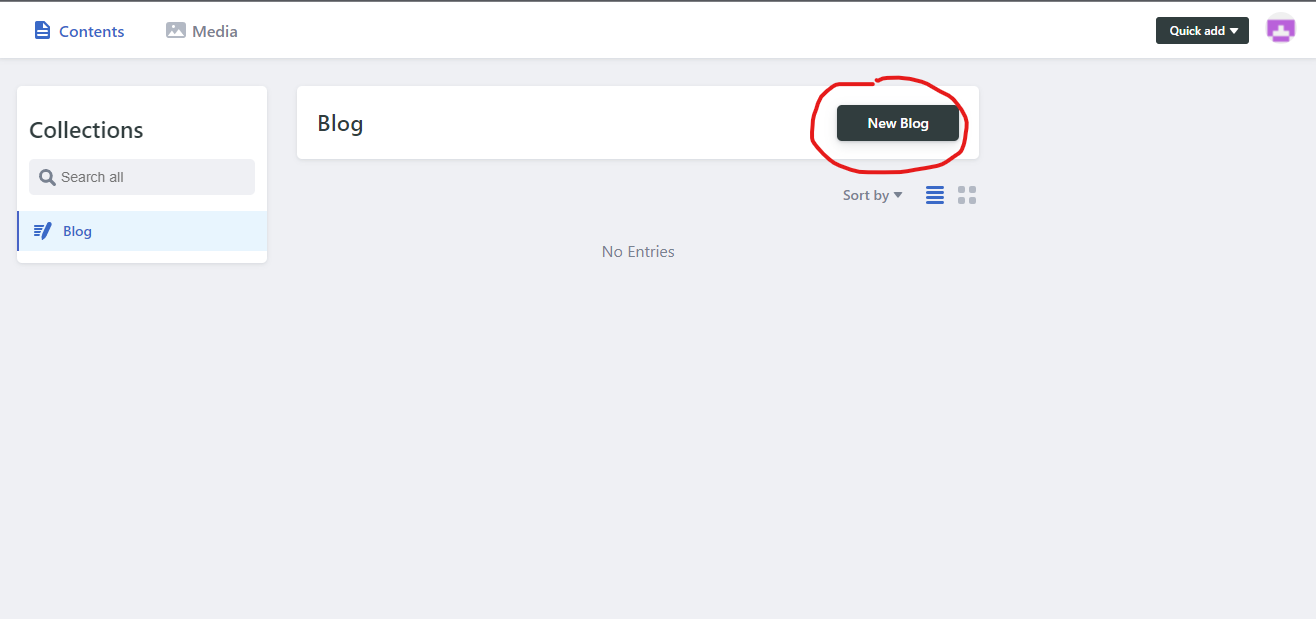 Contents
Media
Quick add
Collections
Search all
Blog
Blog
New Blog
Sort by
No Entries